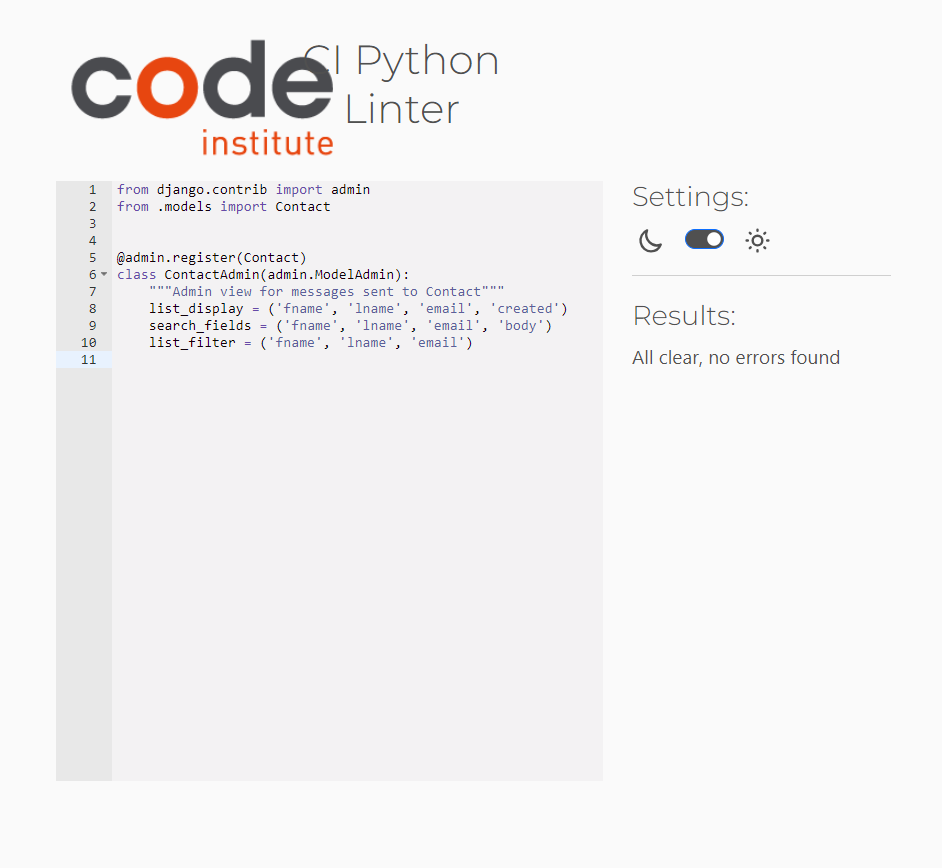 code
institute
CI Python
Linter
1 from django.contrib import admin
2 from .models import Contact
3
4
5 @admin.register(Contact)
6 class ContactAdmin(admin.ModelAdmin):
7     """Admin view for messages sent to Contact"""
8     list_display = ('fname', 'lname', 'email', 'created')
9     search_fields = ('fname', 'lname', 'email', 'body')
10     list_filter = ('fname', 'lname', 'email')
11
Settings:
Results:
All clear, no errors found